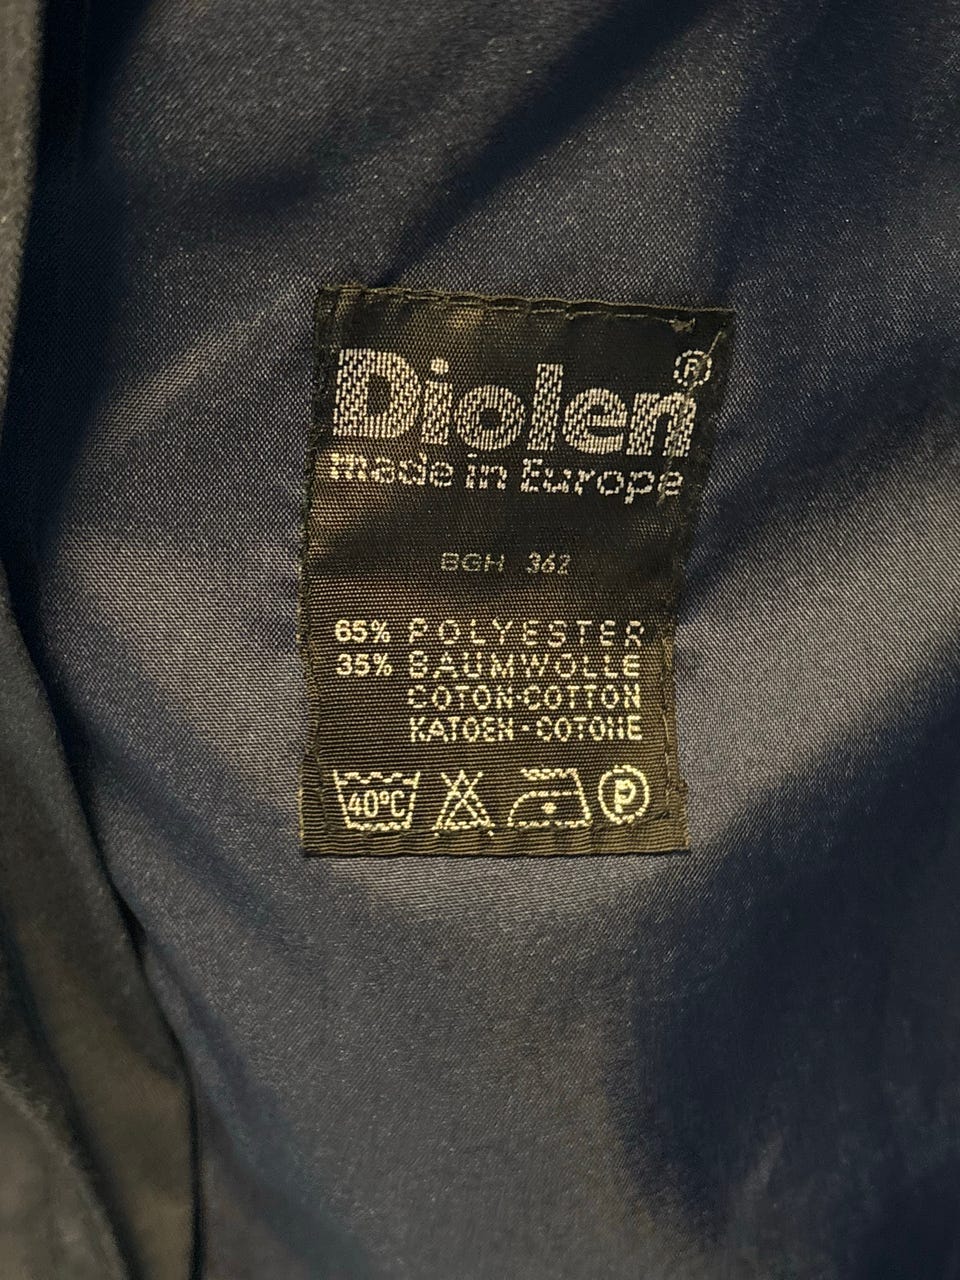 Diolen®
made in Europe
BGH 362
65% POLYESTER
35% BAUMWOLLE
COTON-COTTON
KATOEN-COTONE
40°C P